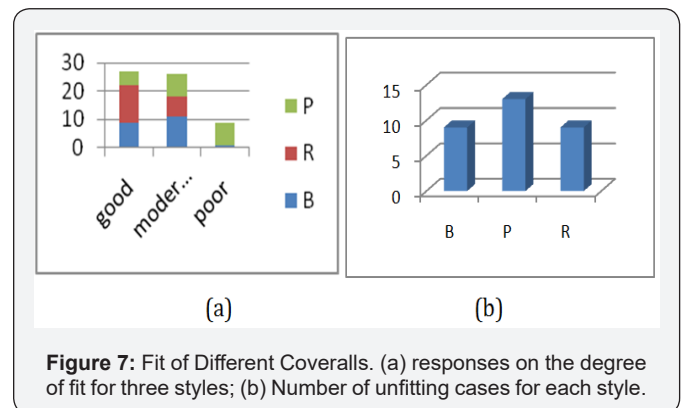 30
20
10
0
good
moder...
poor
P
R
B
15
10
5
0
B P R
(a) (b)
Figure 7: Fit of Different Coveralls. (a) responses on the degree
of fit for three styles; (b) Number of unfitting cases for each style.